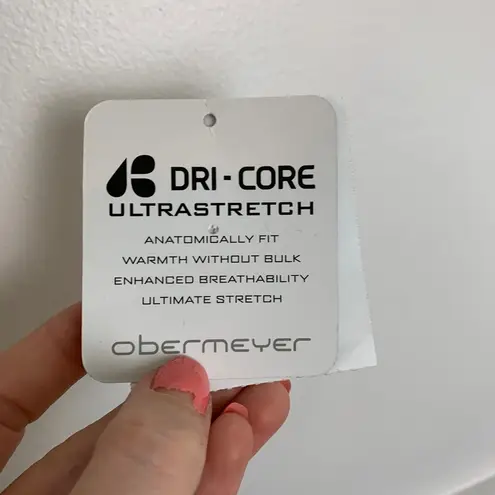 DRI-CORE
ULTRASTRETCH
ANATOMICALLY FIT
WARMTH WITHOUT BULK
ENHANCED BREATHABILITY
ULTIMATE STRETCH
obermeyer